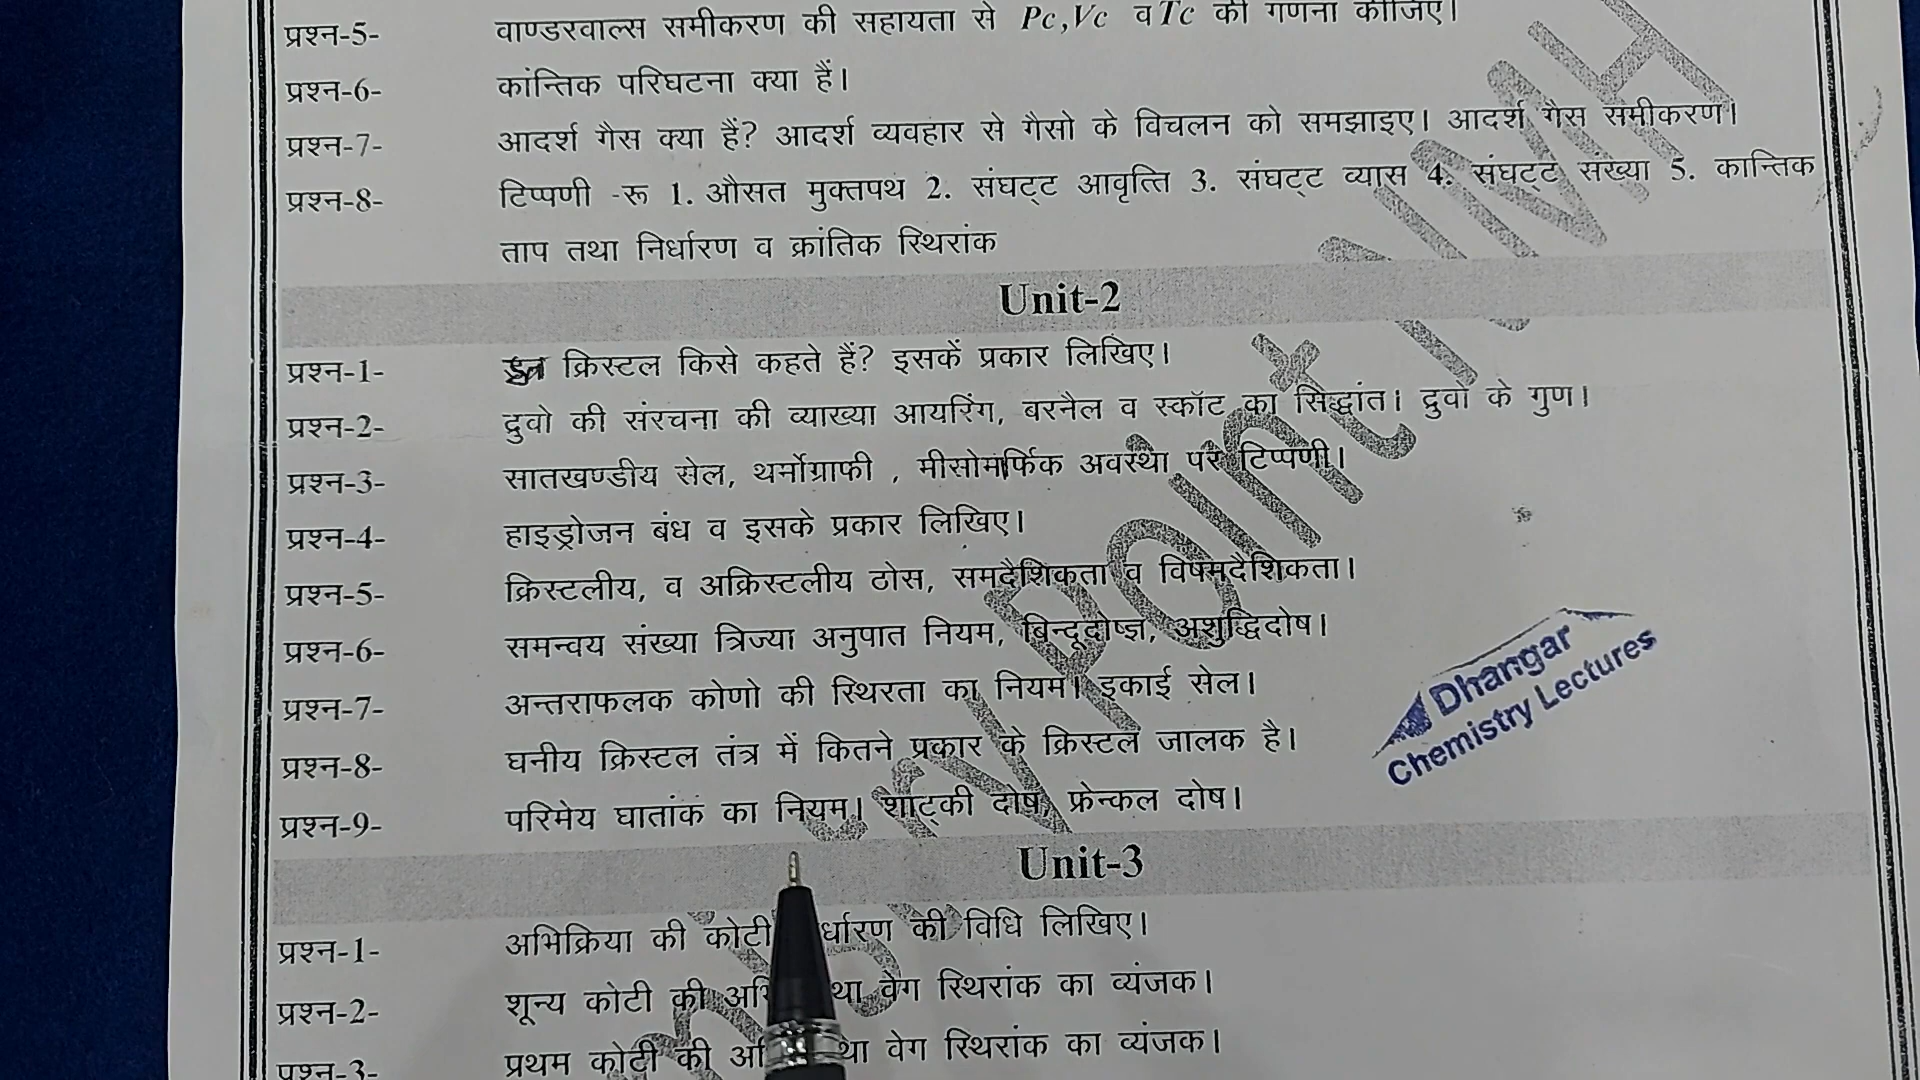 प्रश्न-5- वाण्डरवाल्स समीकरण की सहायता से Pc,Vc व Tc की गणना कीजिए।
प्रश्न-6- कांन्तिक परिघटना क्या हैं।
प्रश्न-7- आदर्श गैस क्या हैं? आदर्श व्यवहार से गैसो के विचलन को समझाइए। आदर्श गैस समीकरण।
प्रश्न-8- टिप्पणी -रू 1. औसत मुक्तपथ 2. संघट्ट आवृत्ति 3. संघट्ट व्यास 4. संघट्ट संख्या 5. कान्तिक
ताप तथा निर्धारण व क्रांतिक स्थिरांक
Unit-2
प्रश्न-1- क्रिस्टल किसे कहते हैं? इसकें प्रकार लिखिए।
प्रश्न-2- द्रुवो की संरचना की व्याख्या आयरिंग, बरनैल व स्कॉट का सिद्धांत। द्रुवो के गुण।
प्रश्न-3- सातखण्डीय सेल, थर्मोग्राफी , मीसोमर्फिक अवस्था पर टिप्पणी।
प्रश्न-4- हाइड्रोजन बंध व इसके प्रकार लिखिए।
प्रश्न-5- क्रिस्टलीय, व अक्रिस्टलीय ठोस, समदैशिकता व विषमदैशिकता।
प्रश्न-6- समन्वय संख्या त्रिज्या अनुपात नियम, अशुद्धिदोष।
प्रश्न-7- अन्तराफलक कोणो की स्थिरता का नियम। इकाई सेल।
प्रश्न-8- घनीय क्रिस्टल तंत्र में कितने प्रकार के क्रिस्टल जालक है।
प्रश्न-9- परिमेय घातांक का नियम। शाट्की दोष, फ्रेन्कल दोष।
Dhangar
Chemistry Lectures
Unit-3
प्रश्न-1- अभिक्रिया की कोटी की विधि लिखिए।
प्रश्न-2- शून्य कोटी की वेग स्थिरांक का व्यंजक।
प्रश्न-3- प्रथम कोटी की वेग स्थिरांक का व्यंजक।
Point